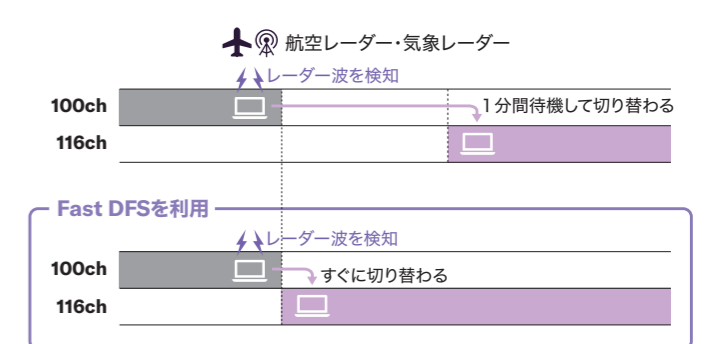 航空レーダー・気象レーダー
レーダー波を検知
100ch
1分間待機して切り替わる
116ch
Fast DFSを利用
レーダー波を検知
100ch
すぐに切り替わる
116ch